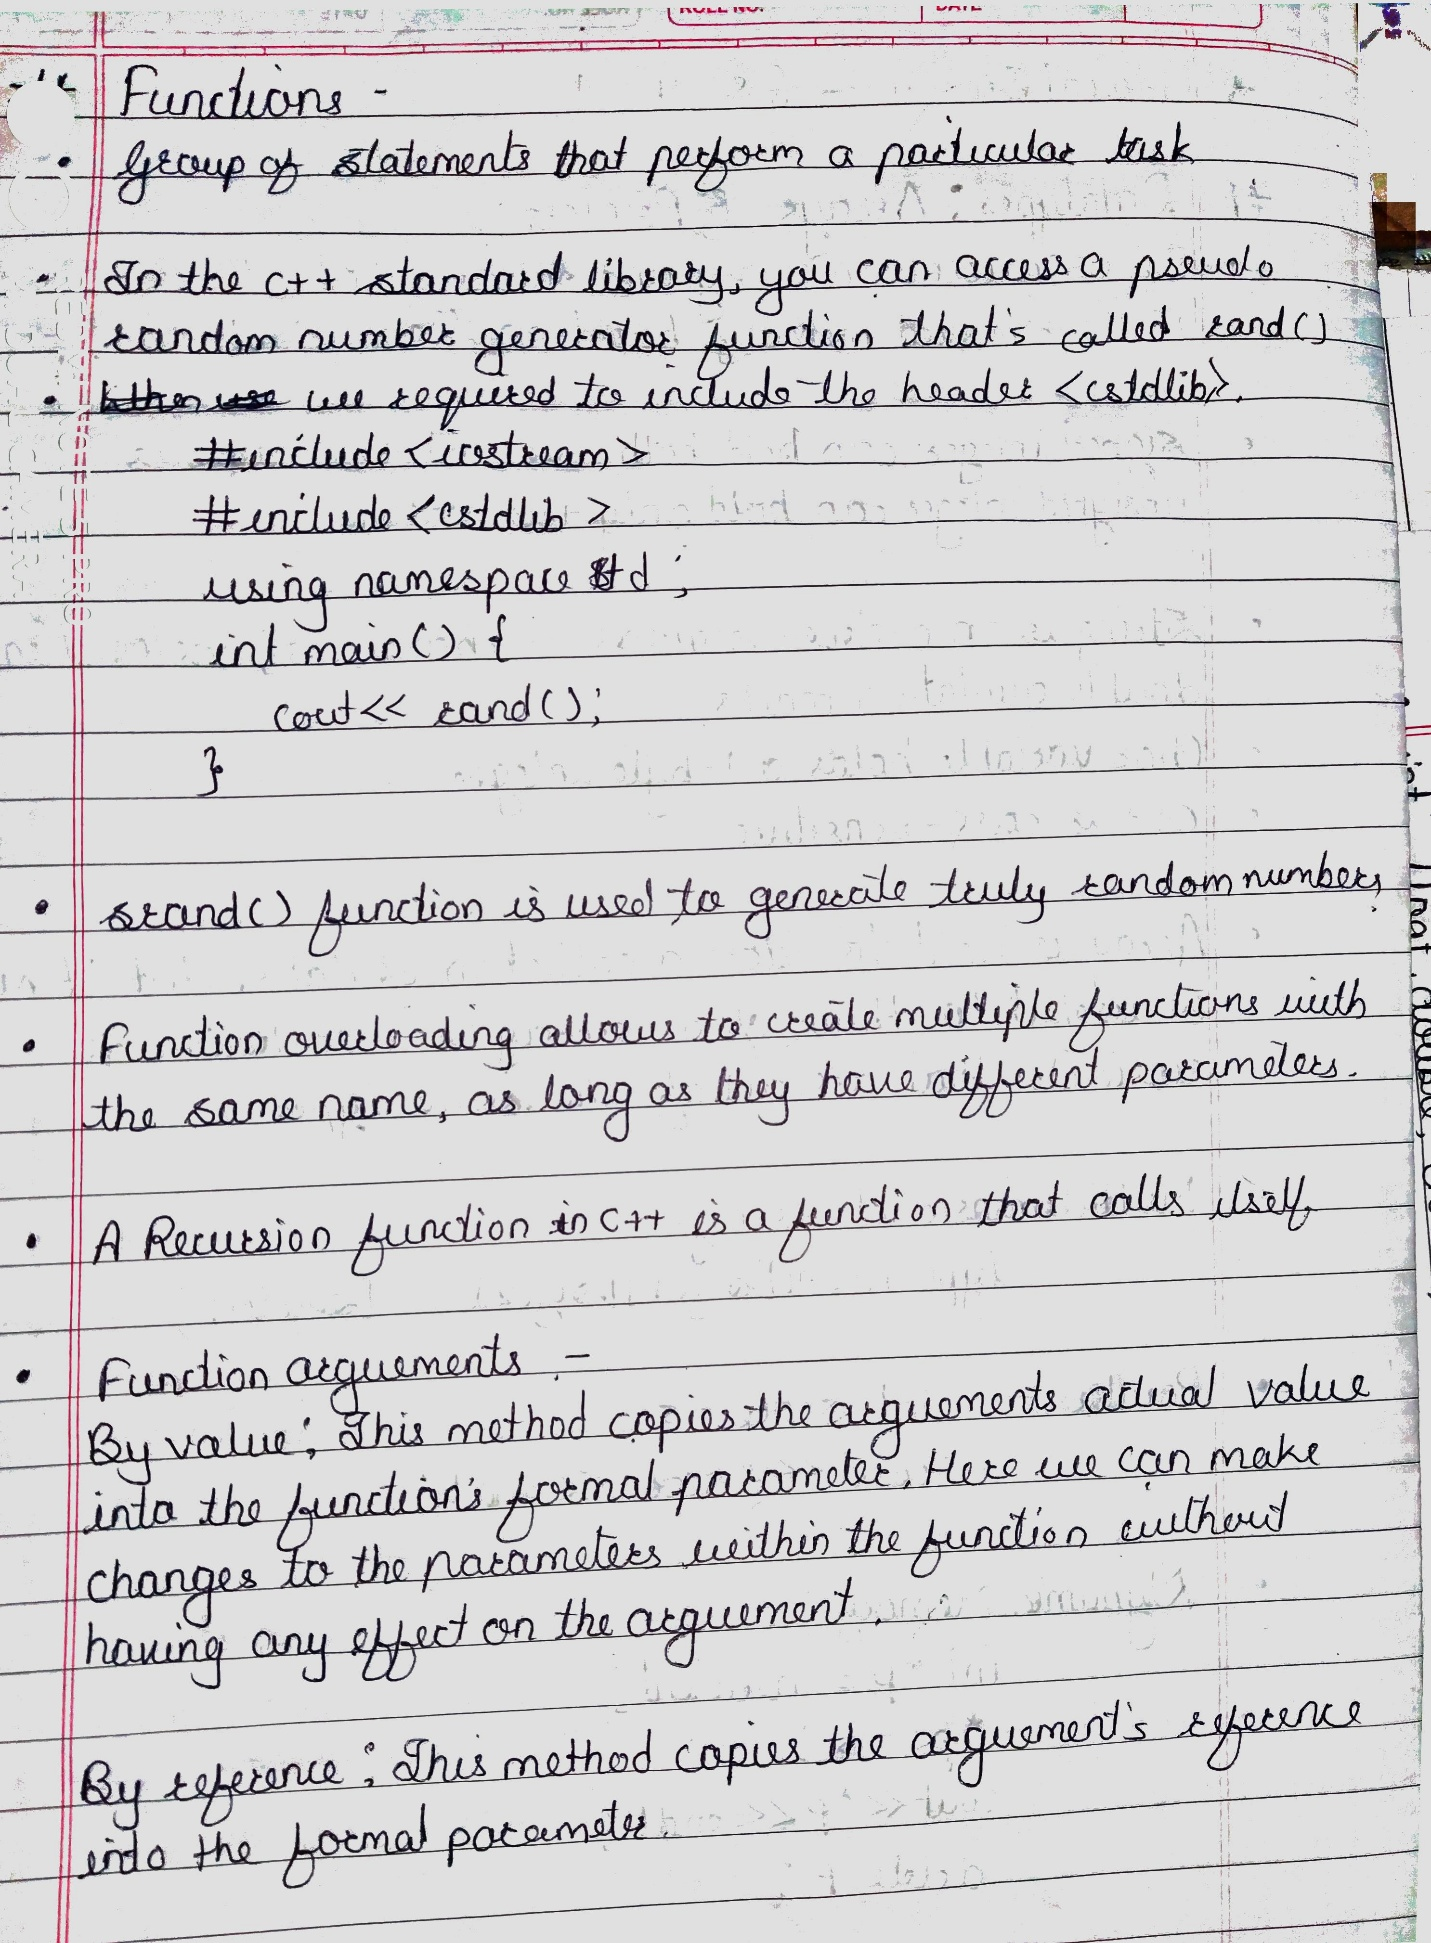 ROLL NO. DATE
Functions -
• Group of statements that perform a particular task
• In the c++ standard library, you can access a pseudo
random number generator function that's called rand()
• we required to include the header <cstdlib>.
#include <iostream>
#include <cstdlib>
using namespace std;
int main() {
cout<< rand();
}
• srand() function is used to generate truly random numbers
• Function overloading allows to create multiple functions with
the same name, as long as they have different parameters.
• A Recursion function in C++ is a function that calls itself
• Function arguements :-
By value: This method copies the arguements actual value
into the function's formal parameter. Here we can make
changes to the parameters within the function without
having any effect on the arguement.
By reference: This method copies the arguement's reference
into the formal parameter.